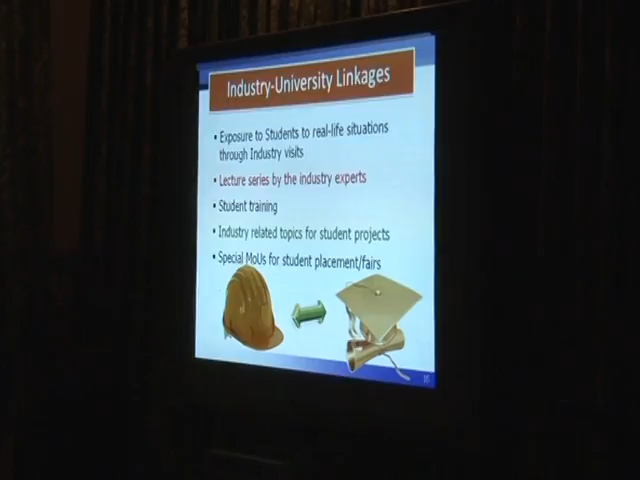 Industry-University Linkages
• Exposure to Students to real-life situations
through Industry visits
• Lecture series by the industry experts
• Student training
• Industry related topics for student projects
• Special MoUs for student placement/fairs
15